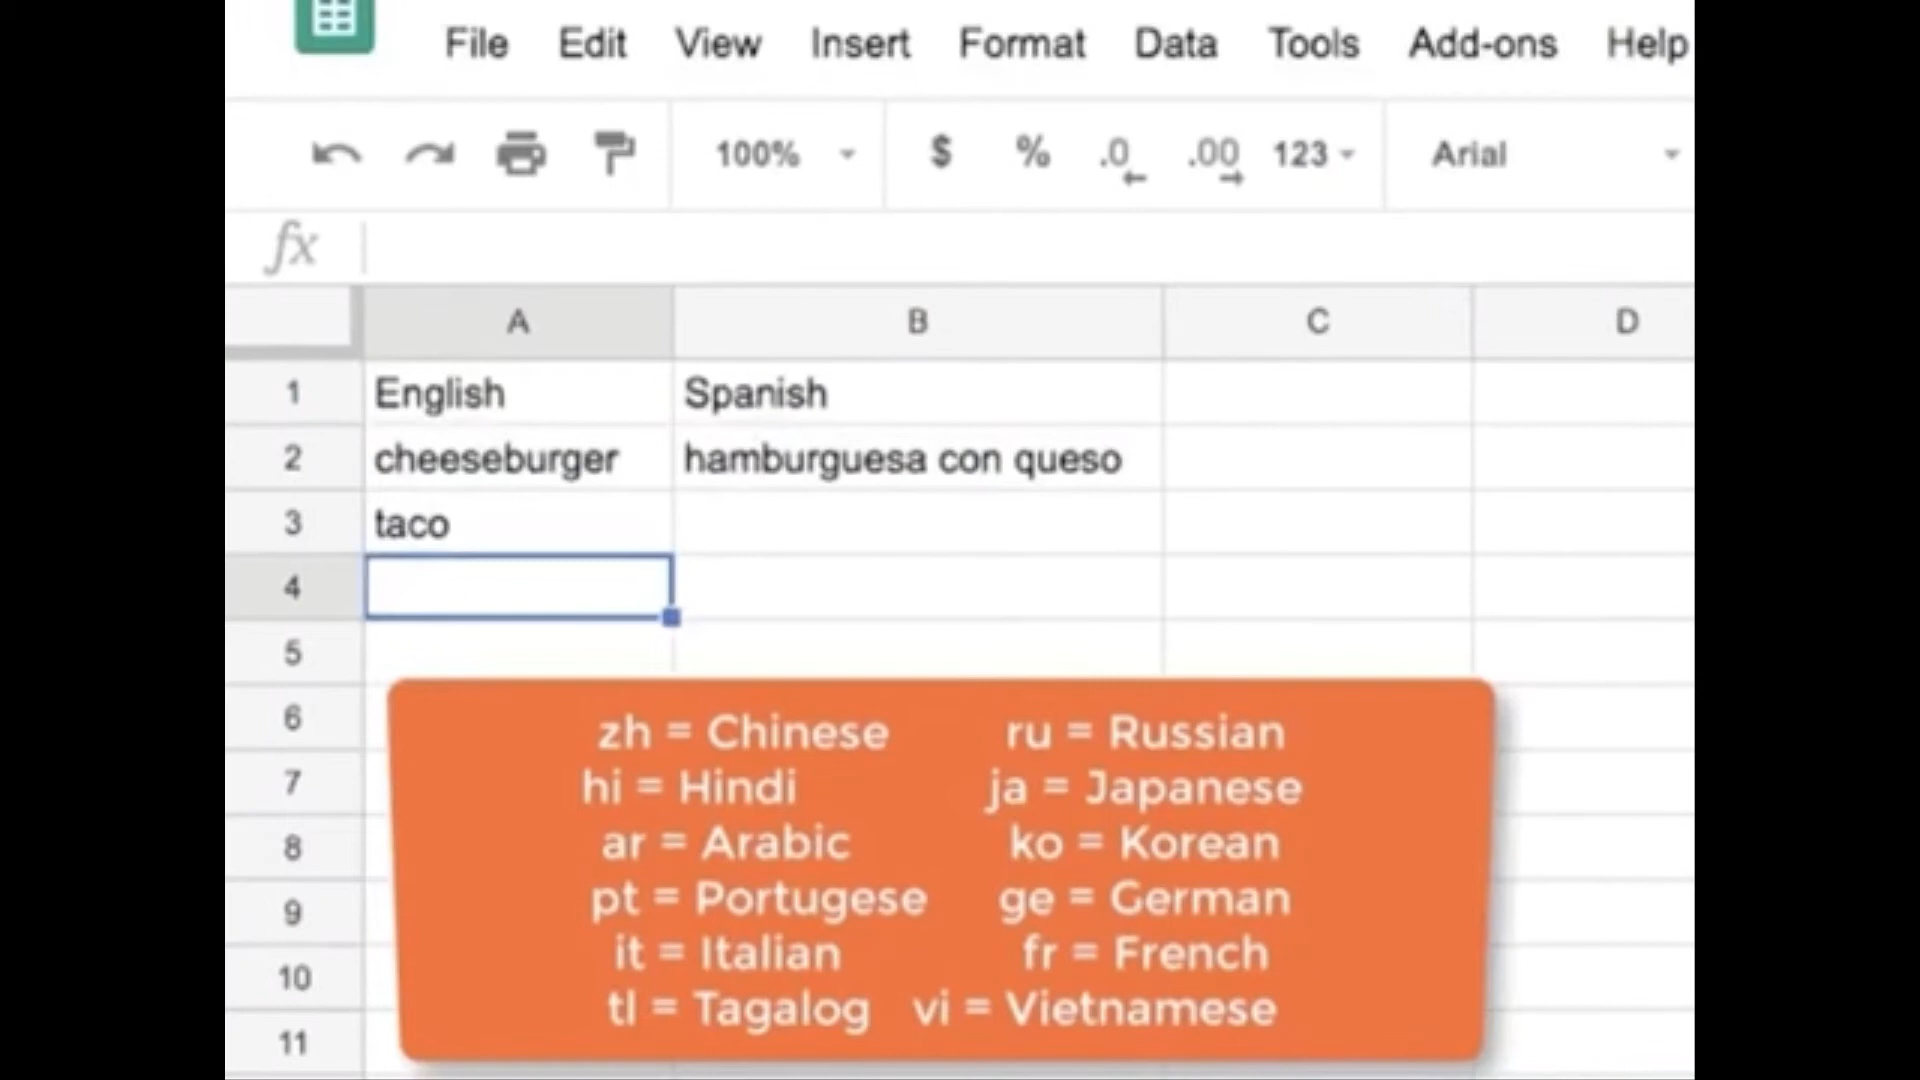 File Edit View Insert Format Data Tools Add-ons Help
100% $ % .0 .00 123 Arial
fx
A B C D
1 English Spanish
2 cheeseburger hamburguesa con queso
3 taco
4
5
6
7
8
9
10
11
zh = Chinese ru = Russian
hi = Hindi ja = Japanese
ar = Arabic ko = Korean
pt = Portugese ge = German
it = Italian fr = French
tl = Tagalog vi = Vietnamese